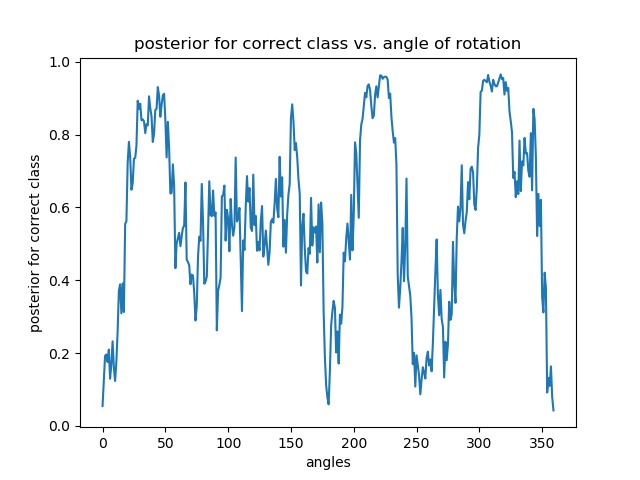 posterior for correct class vs. angle of rotation
1.0
0.8
0.6
0.4
0.2
0.0
posterior for correct class
0 50 100 150 200 250 300 350
angles